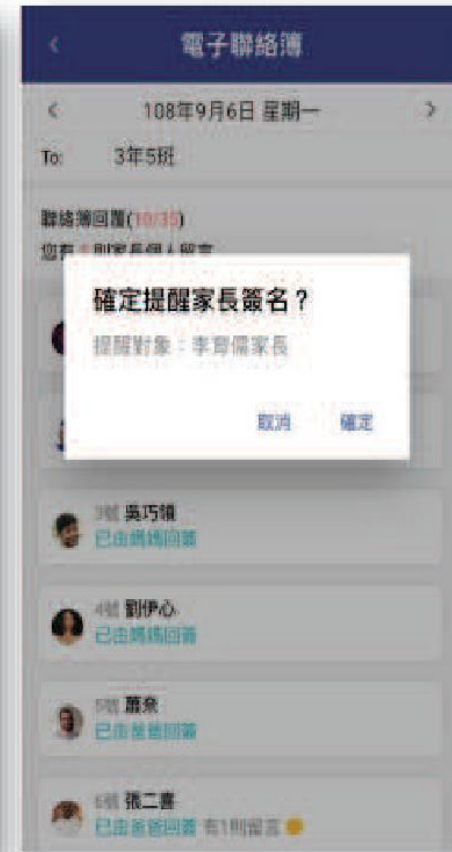 電子聯絡簿
108年9月6日 星期一
To: 3年5班
聯絡簿回覆(10/35)
確定提醒家長簽名？
提醒對象：李育儒家長
取消 確定
3號 吳巧領
已由媽媽回簽
4號 劉伊心
已由媽媽回簽
5號 蕭奈
已由爸爸回簽
6號 張二書
已由爸爸回簽 有1則留言